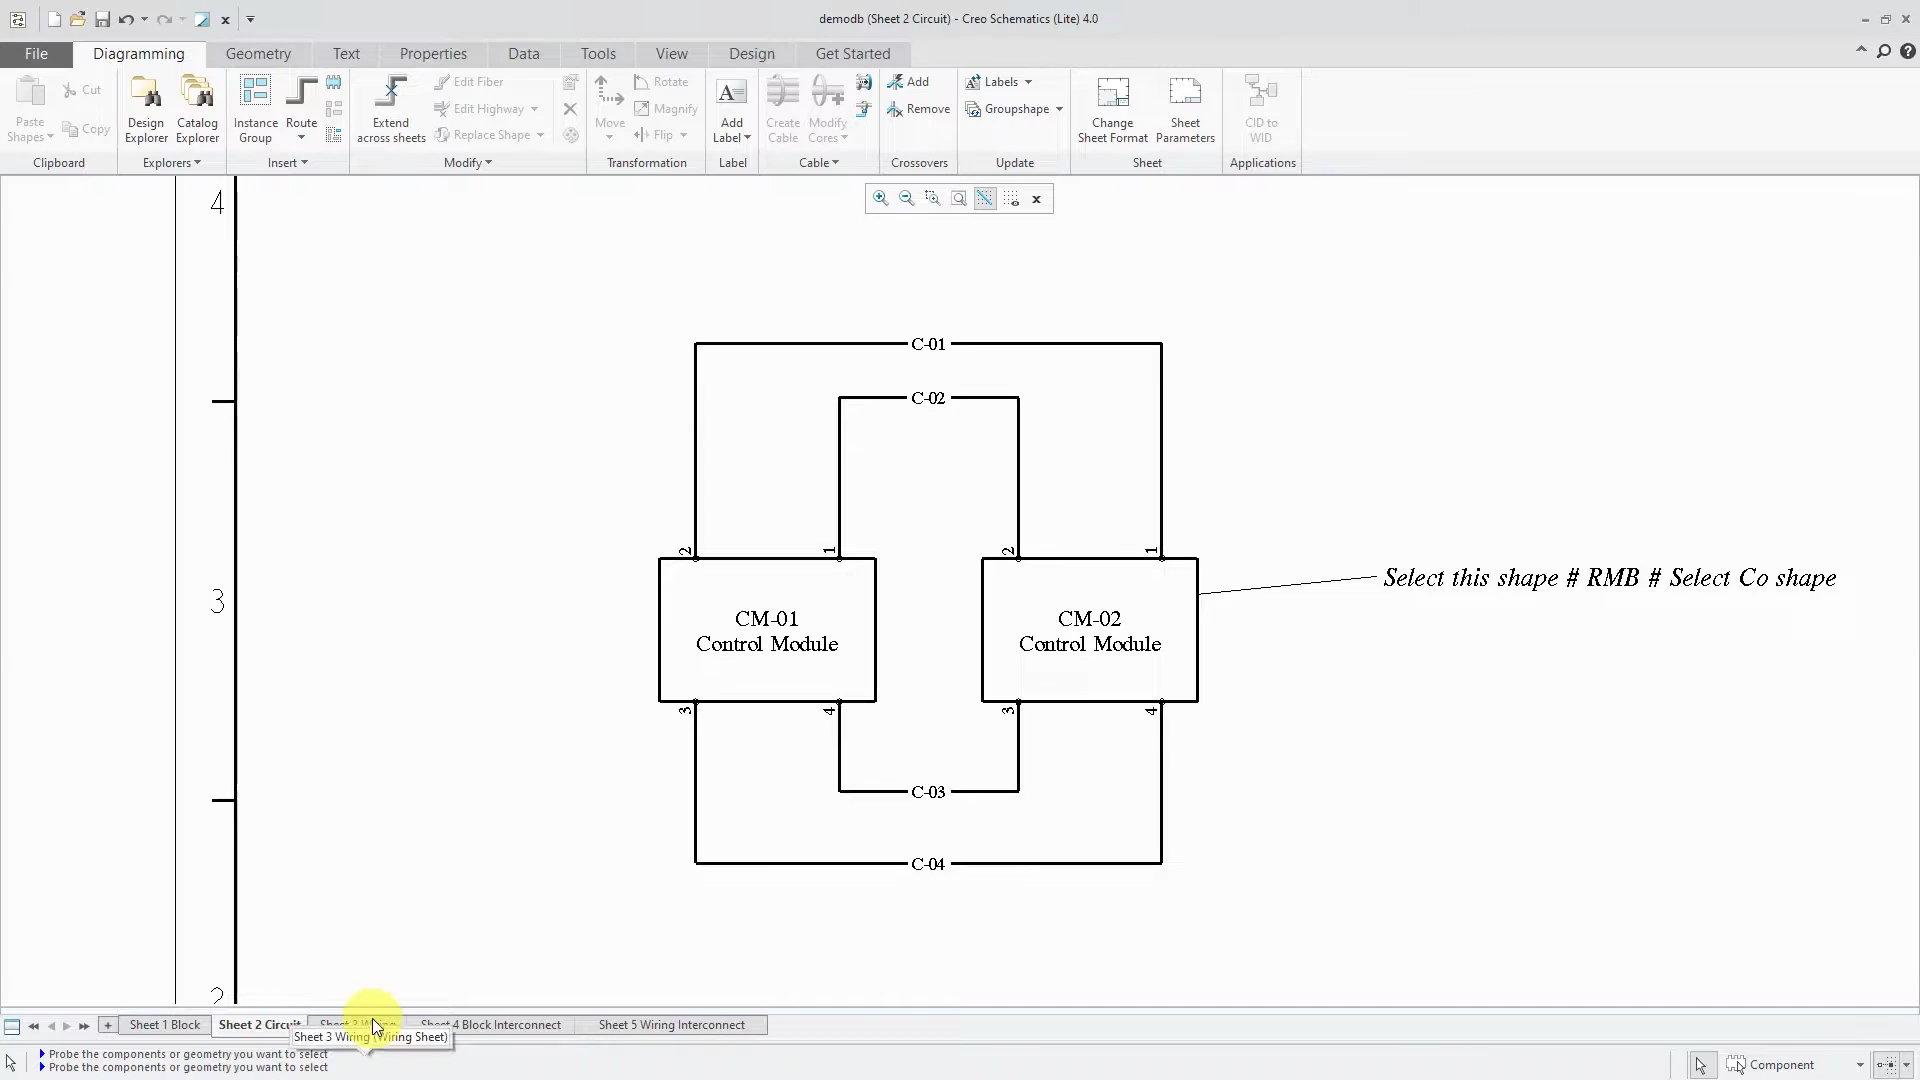 demodb (Sheet 2 Circuit) - Creo Schematics (Lite) 4.0
File Diagramming Geometry Text Properties Data Tools View Design Get Started
Paste Shapes
Cut
Copy
Clipboard
Design Explorer
Catalog Explorer
Explorers
Instance Group
Route
Insert
Extend across sheets
Edit Fiber
Edit Highway
Replace Shape
Modify
Move
Rotate
Magnify
Flip
Transformation
Add Label
Label
Create Cable
Modify Cores
Cable
Add
Remove
Crossovers
Labels
Groupshape
Update
Change Sheet Format
Sheet Parameters
Sheet
CID to WID
Applications
4
C-01
C-02
2 1 2 1
CM-01
Control Module
CM-02
Control Module
Select this shape # RMB # Select Co shape
3
3 4 3 4
C-03
C-04
2
Sheet 1 Block Sheet 2 Circuit Sheet 4 Block Interconnect Sheet 5 Wiring Interconnect
Sheet 3 Wiring (Wiring Sheet)
Probe the components or geometry you want to select
Probe the components or geometry you want to select
Component